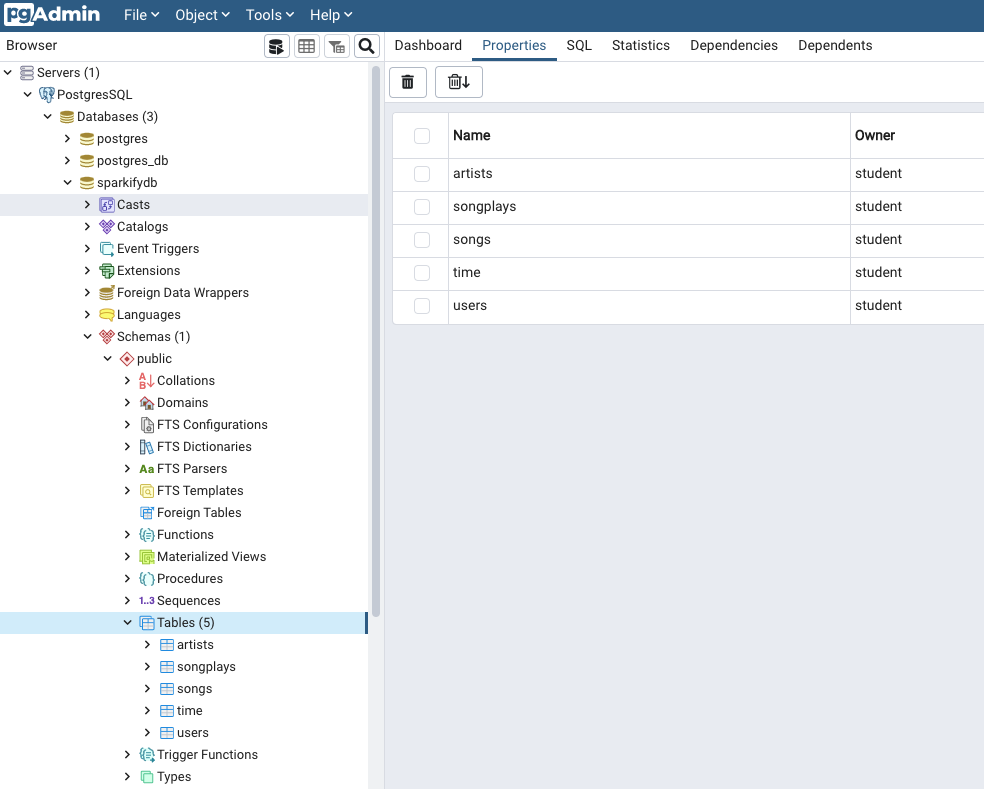 pgAdmin File Object Tools Help
Browser
Dashboard Properties SQL Statistics Dependencies Dependents
Servers (1)
PostgresSQL
Databases (3)
postgres
postgres_db
sparkifydb
Casts
Catalogs
Event Triggers
Extensions
Foreign Data Wrappers
Languages
Schemas (1)
public
A
B
Collations
Domains
FTS Configurations
FTS Dictionaries
Aa FTS Parsers
FTS Templates
Foreign Tables
Functions
Materialized Views
Procedures
1..3 Sequences
Tables (5)
artists
songplays
songs
time
users
Trigger Functions
Types
Name Owner
artists student
songplays student
songs student
time student
users student